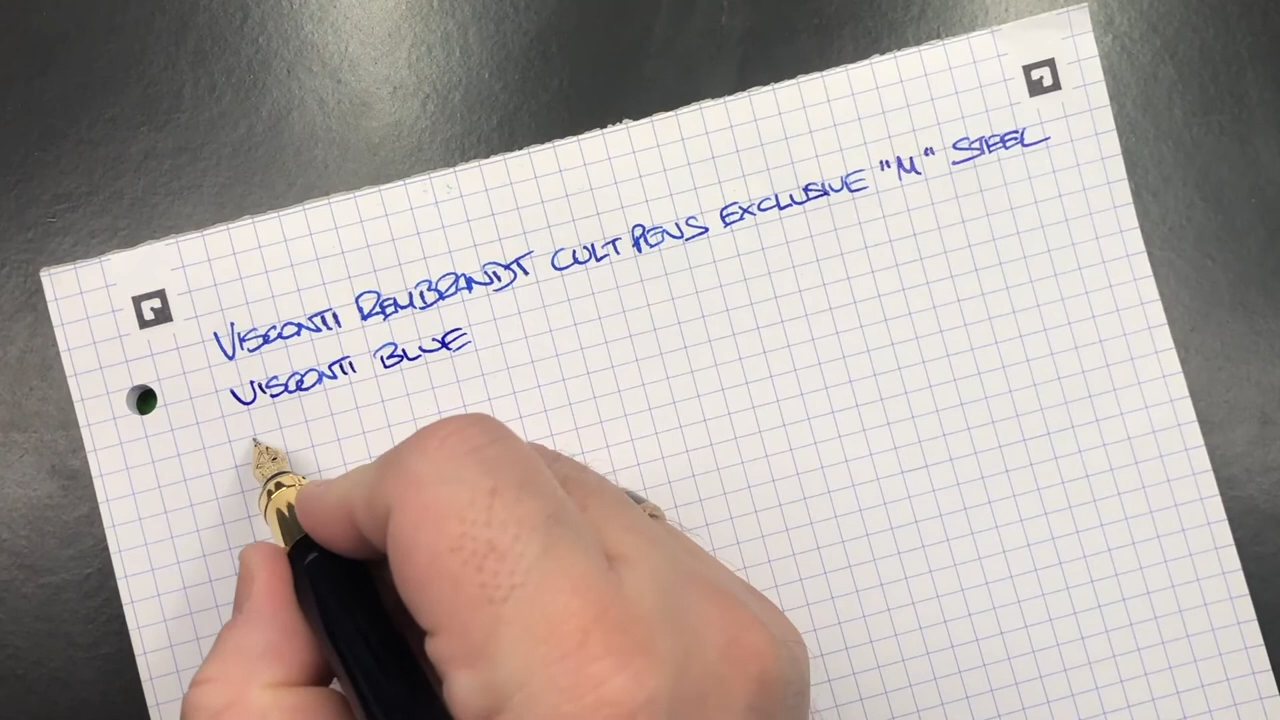 VISCONTI REMBRANDT CULT PENS EXCLUSIVE "M" STEEL
VISCONTI BLUE